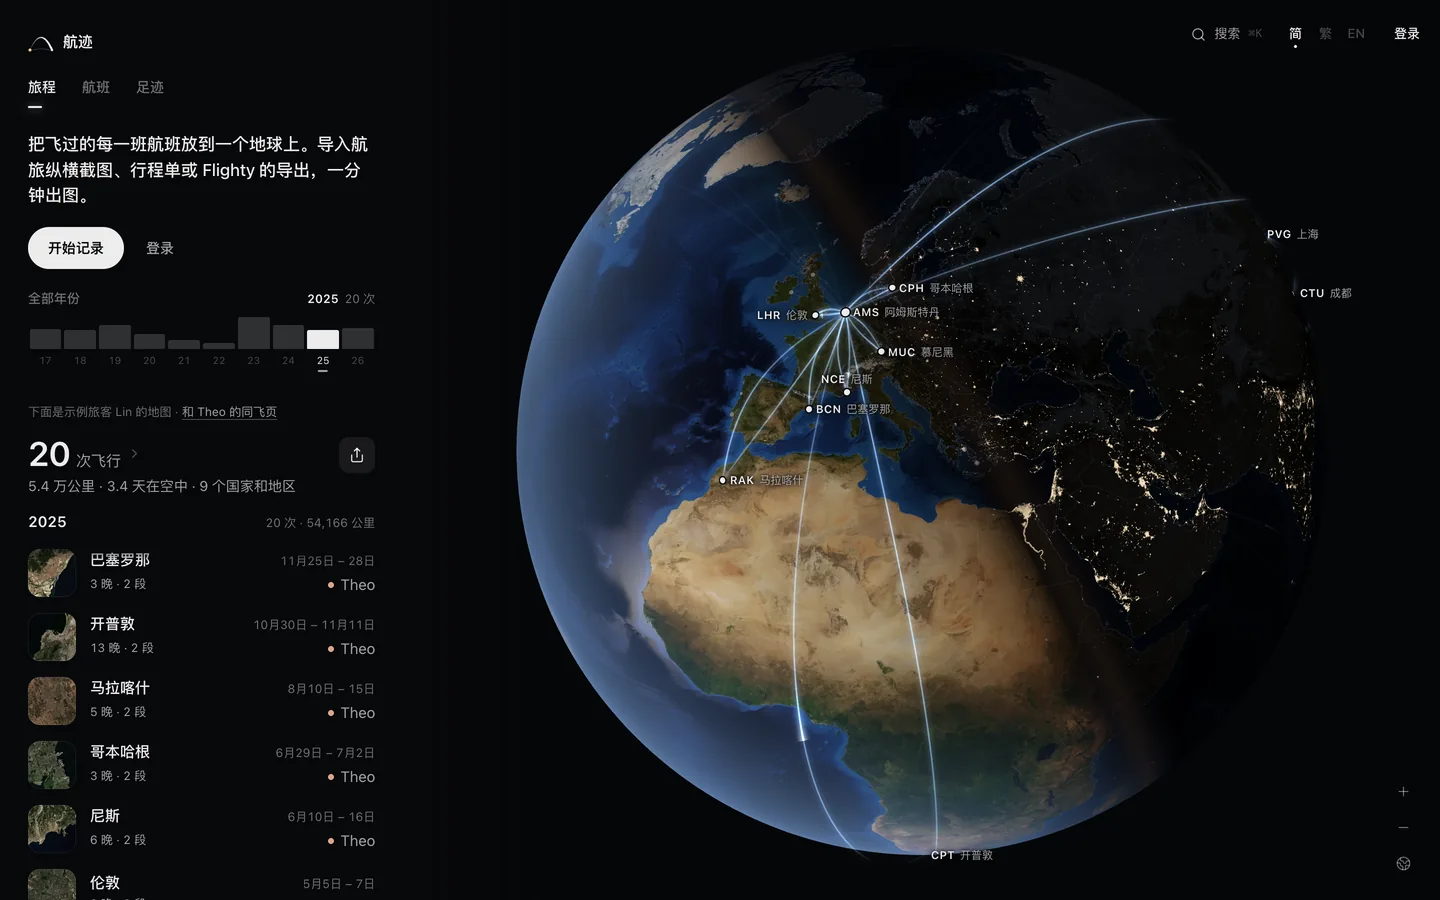 航迹
搜索 ⌘K 简 繁 EN 登录
旅程 航班 足迹
把飞过的每一班航班放到一个地球上。导入航
旅纵横截图、行程单或 Flighty 的导出，一分
钟出图。
开始记录 登录
全部年份 2025 20 次
17 18 19 20 21 22 23 24 25 26
下面是示例旅客 Lin 的地图 · 和 Theo 的同飞页
20 次飞行
5.4 万公里 · 3.4 天在空中 · 9 个国家和地区
2025 20 次 · 54,166 公里
巴塞罗那 11月25日 – 28日
3 晚 · 2 段 Theo
开普敦 10月30日 – 11月11日
13 晚 · 2 段 Theo
马拉喀什 8月10日 – 15日
5 晚 · 2 段 Theo
哥本哈根 6月29日 – 7月2日
3 晚 · 2 段 Theo
尼斯 6月10日 – 16日
6 晚 · 2 段 Theo
伦敦 5月5日 – 7日
PVG 上海
CPH 哥本哈根
CTU 成都
LHR 伦敦
AMS 阿姆斯特丹
MUC 慕尼黑
NCE 尼斯
BCN 巴塞罗那
RAK 马拉喀什
CPT 开普敦